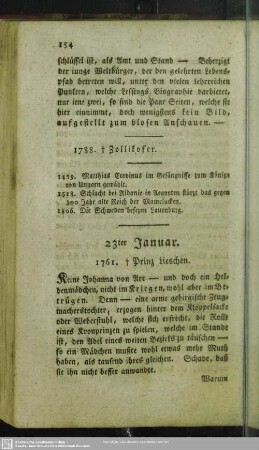 154
schlüssel ist, als Amt und Stand — Beherzigt
der junge Weltbürger, der den gelehrten Lebens-
pfad betreten will, unter den vielen lehrreichen
Punkten, welche Lessings Biographie darbietet,
nur jene zwei, so sind die Paar Seiten, welche sie
hier einnimmt, doch wenigstens kein Bild,
aufgestellt zum blosen Anschauen. —
1788. † Zollikofer.
1459. Matthias Corvinus im Gefängnisse zum Könige
von Ungarn gewählt.
1518. Schlacht bei Ridanie in Aegypten stürzt das gegen
300 Jahr alte Reich der Mamelucken.
1806. Die Schweden besezen Lauenburg.
23ster Januar.
1761. † Prinz Lieschen.
Keine Johanna von Arc — und doch ein Hel-
denmädchen, nicht im Kriegen, wohl aber im Be-
trügen. Denn — eine arme gebirgische Zeug-
macherstochter, erzogen hinter dem Klöppelsacke
oder Weberstuhl, welche sich erfrecht, die Rolle
eines Kronprinzen zu spielen, welche im Stande
ist, den Adel eines weiten Bezirks zu täuschen —
so ein Mädchen mußte wohl etwas mehr Muth
haben, als tausend ihres gleichen. Schade, daß
sie ihn nicht besser anwandte.
Warum